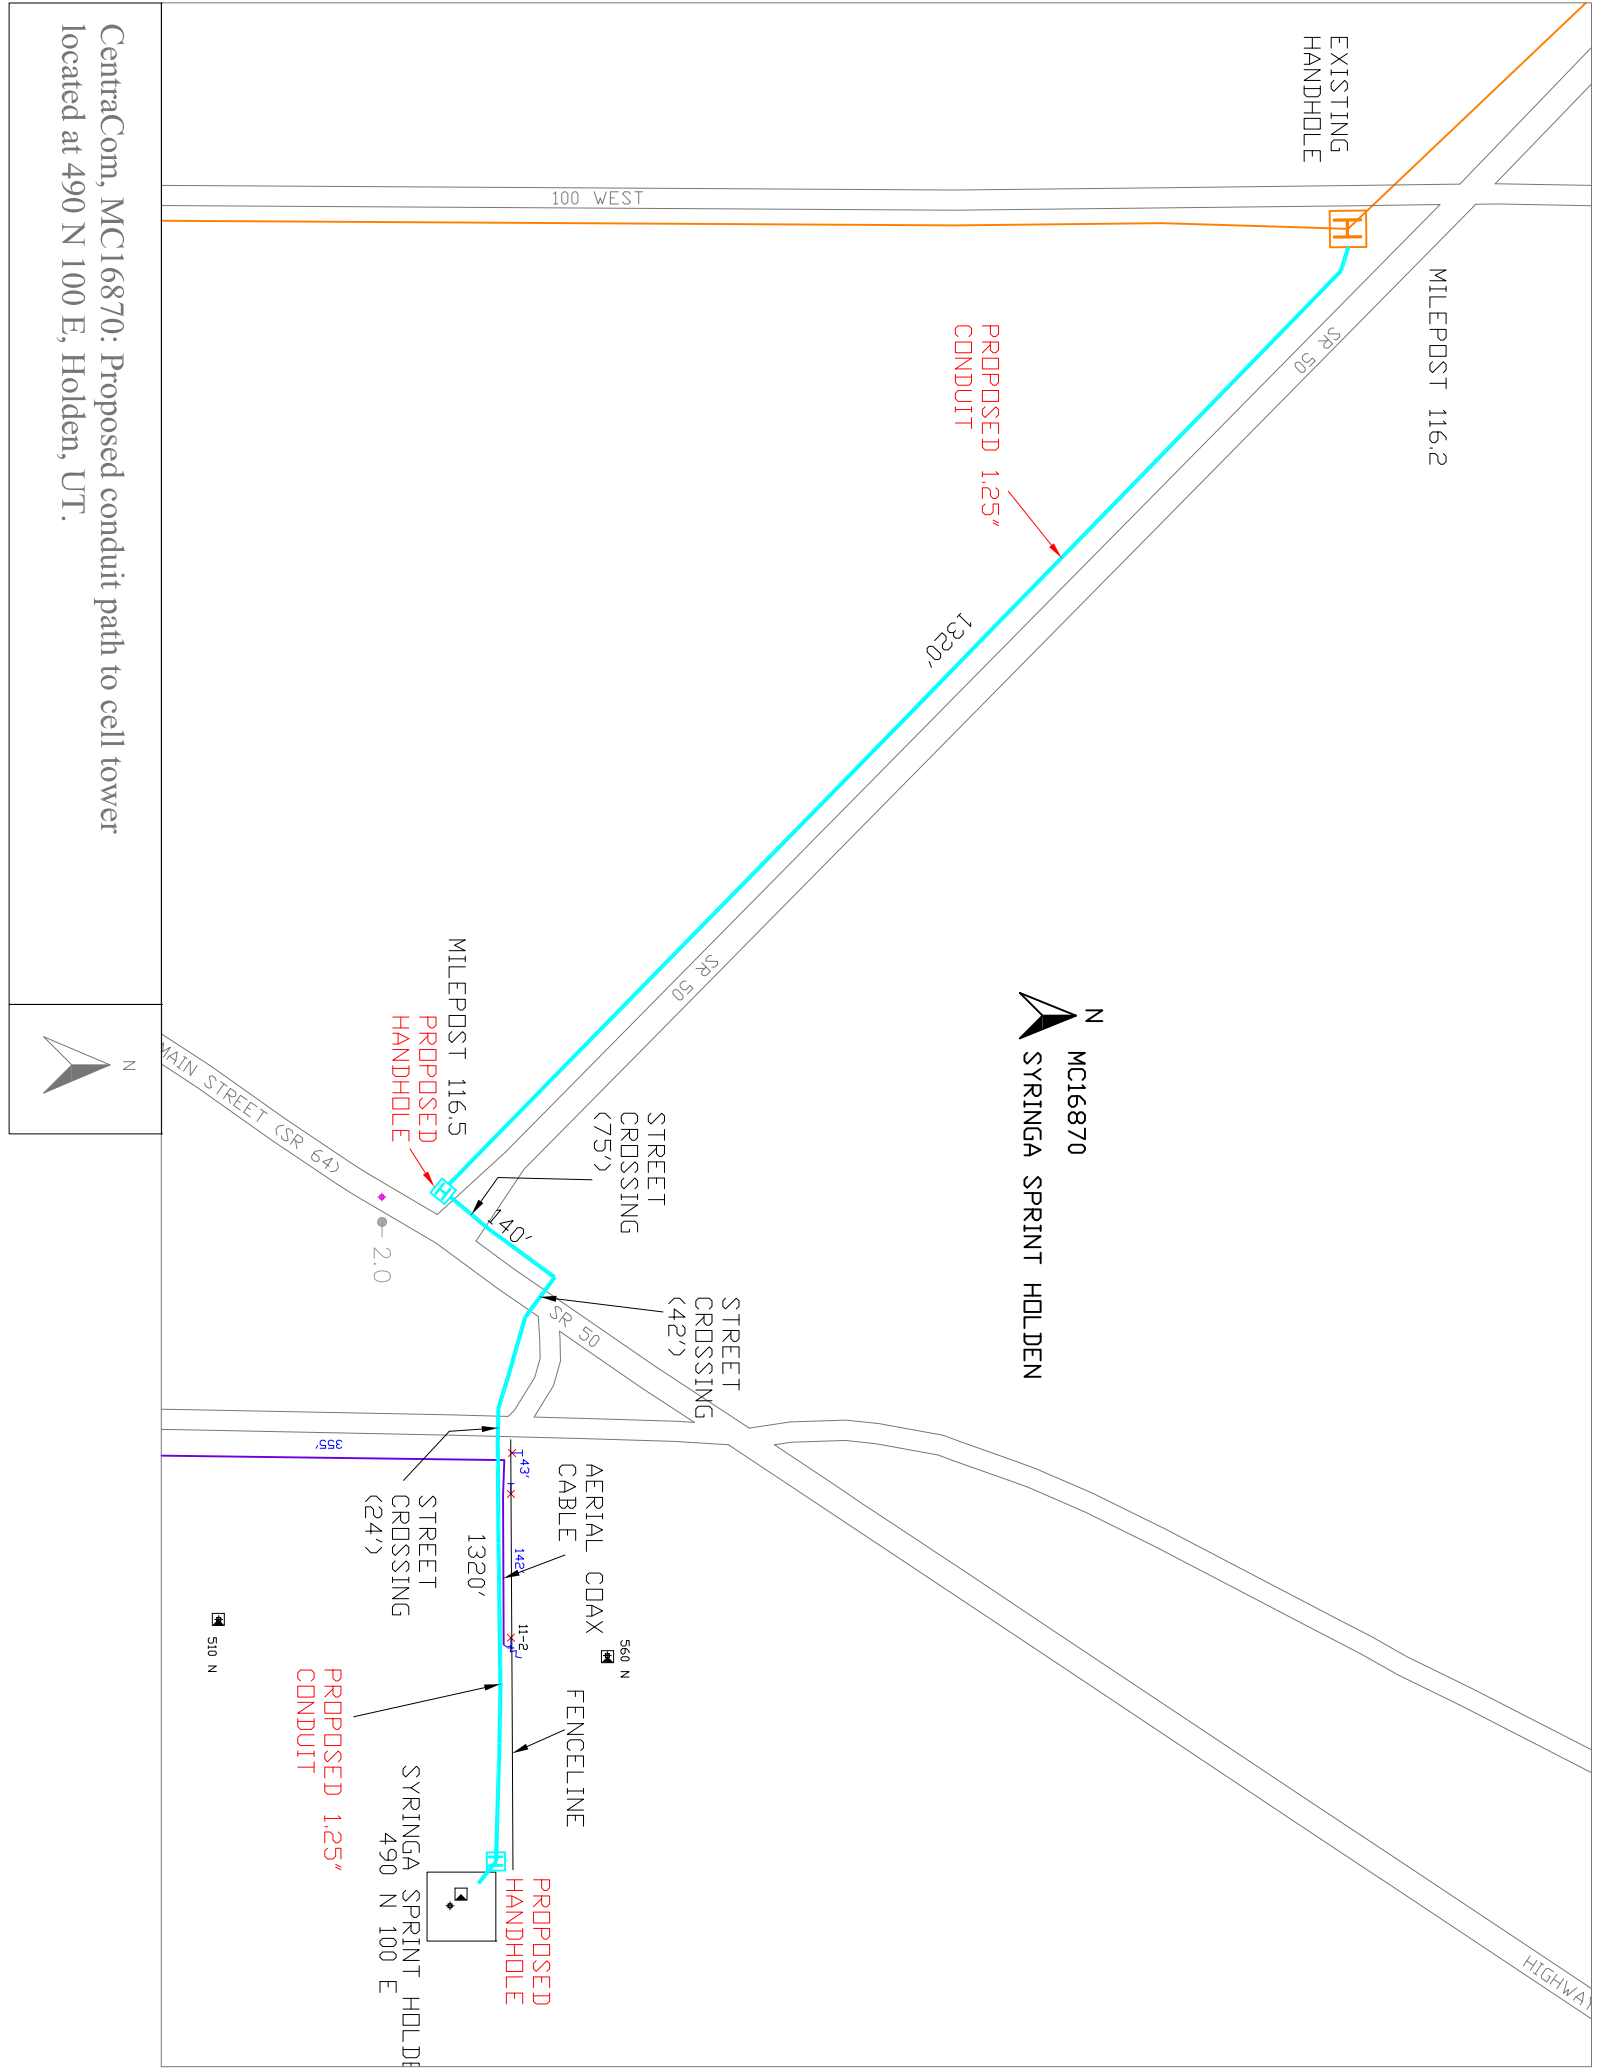 EXISTING
HANDHOLE
100 WEST
MILEPOST 116.2
SR 50
PROPOSED 1.25"
CONDUIT
1320'
SR 50
N
MC16870
SYRINGA SPRINT HOLDEN
MILEPOST 116.5
PROPOSED
HANDHOLE
STREET
CROSSING
(75')
140'
MAIN STREET (SR 64)
2.0
STREET
CROSSING
(42')
SR 50
355'
43'
AERIAL COAX
CABLE
142'
STREET
CROSSING
(24')
1320'
11-2
560 N
510 N
FENCELINE
PROPOSED 1.25"
CONDUIT
SYRINGA SPRINT HOLDE
490 N 100 E
PROPOSED
HANDHOLE
HIGHWAY
H
H
H
CentraCom, MC16870: Proposed conduit path to cell tower
located at 490 N 100 E, Holden, UT.
N